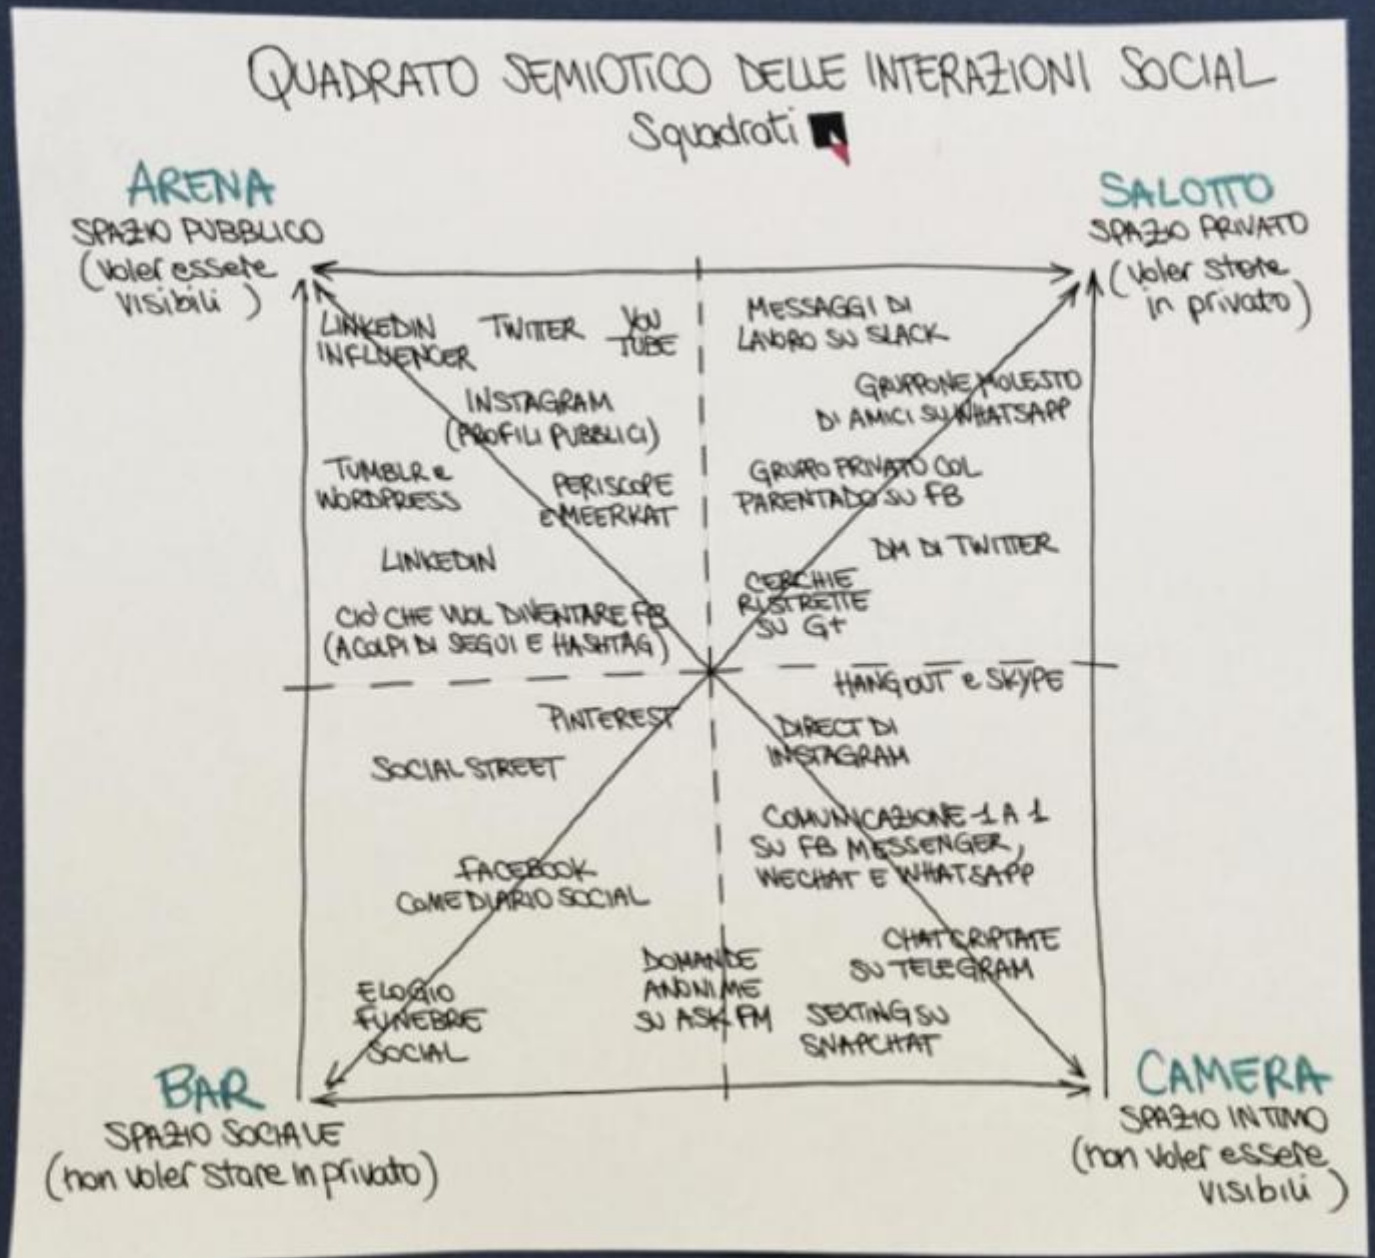 QUADRATO SEMIOTICO DELLE INTERAZIONI SOCIAL
Squadrati
ARENA
SPAZIO PUBBLICO
(voler essere
visibili)
SALOTTO
SPAZIO PRIVATO
(voler stare
in privato)
LINKEDIN
INFLUENCER
TWITTER
YOU
TUBE
INSTAGRAM
(PROFILI PUBBLICI)
TUMBLR e
WORDPRESS
PERISCOPE
E MEERKAT
LINKEDIN
CIO' CHE VUOL DIVENTARE FB
(A COLPI DI SEGUI E HASHTAG)
MESSAGGI DI
LAVORO SU SLACK
GRUPPONE MOLESTO
DI AMICI SU WHATSAPP
GRUPPO PRIVATO COL
PARENTADO SU FB
DM DI TWITTER
CERCHIE
RISTRETTE
SU G+
PINTEREST
SOCIAL STREET
FACEBOOK
COME DIARIO SOCIAL
ELOGIO
FUNEBRE
SOCIAL
DOMANDE
ANONIME
SU ASK FM
HANGOUT e SKYPE
DIRECT DI
INSTAGRAM
COMUNICAZIONE 1 A 1
SU FB MESSENGER,
WECHAT E WHATSAPP
CHAT CRIPTATE
SU TELEGRAM
SEXTING SU
SNAPCHAT
BAR
SPAZIO SOCIALE
(non voler stare in privato)
CAMERA
SPAZIO INTIMO
(non voler essere
visibili)